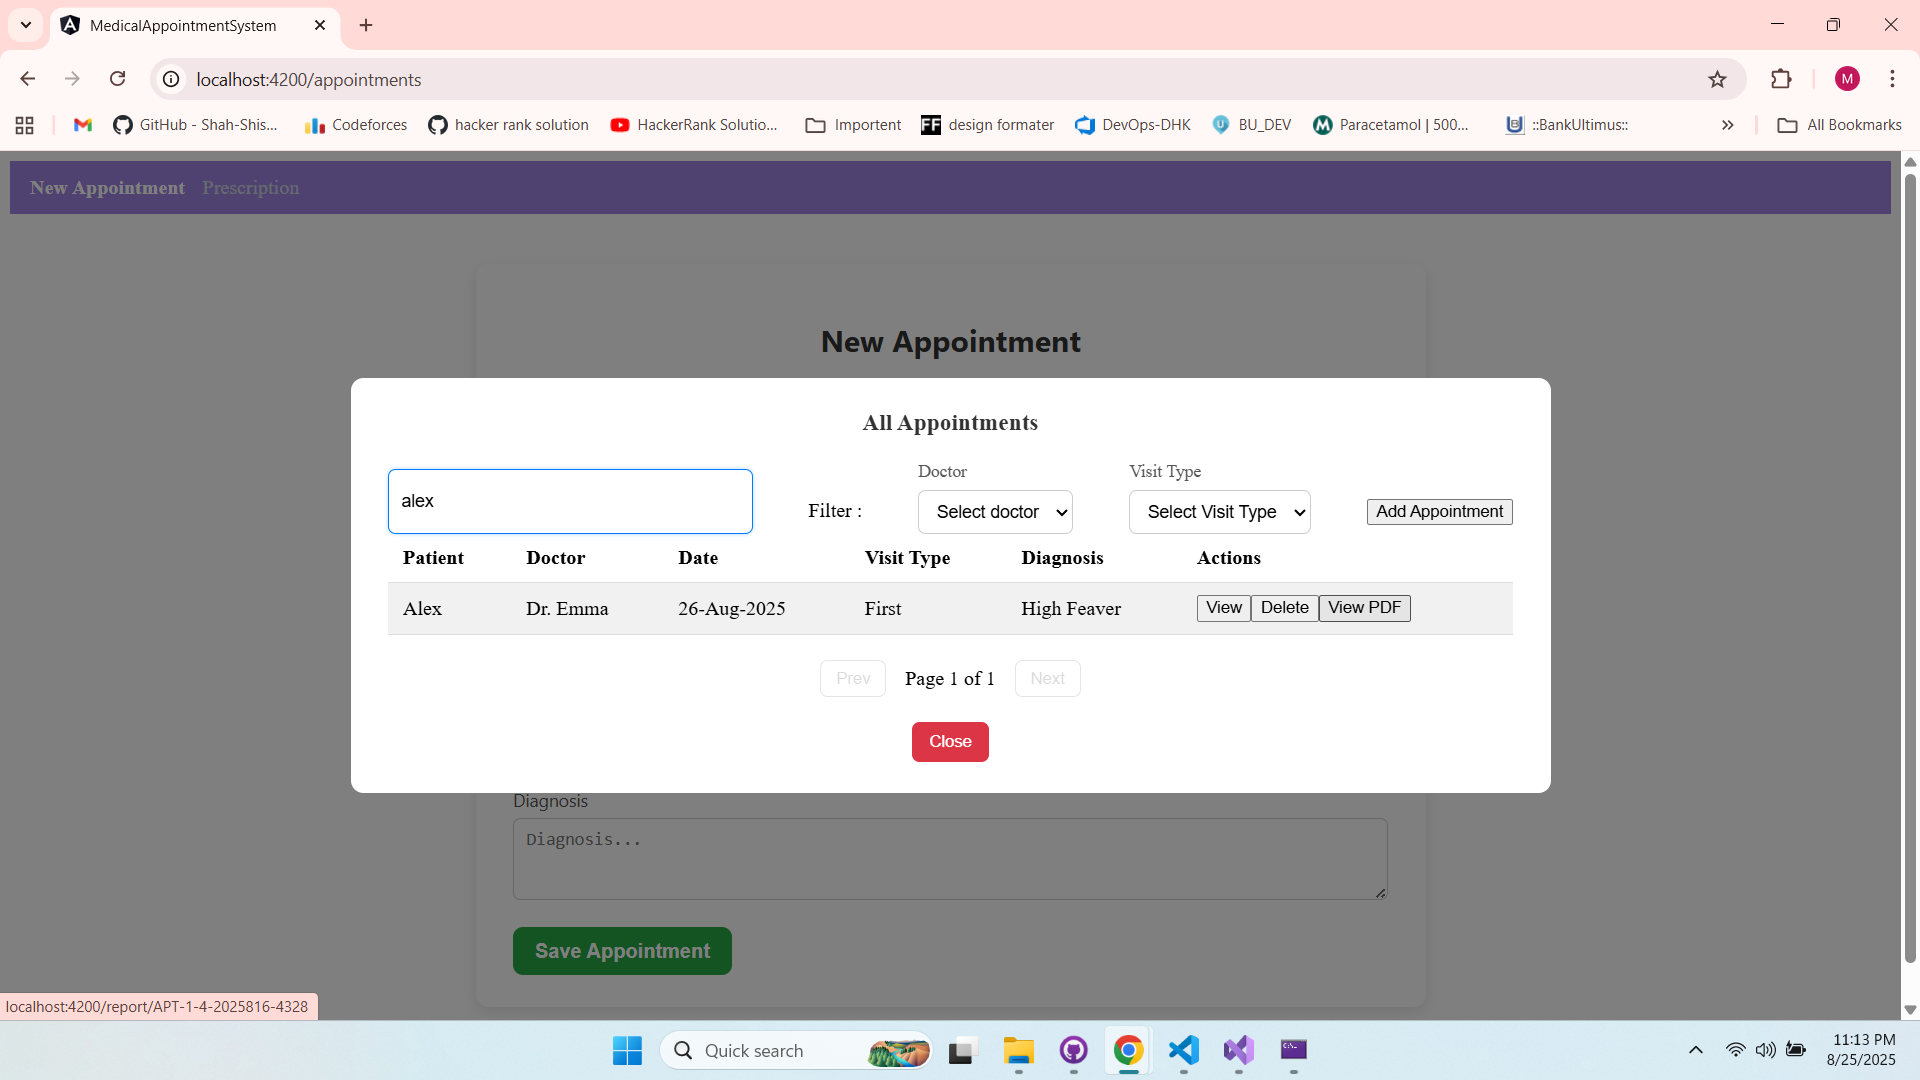 MedicalAppointmentSystem
localhost:4200/appointments
M
GitHub - Shah-Shis... Codeforces hacker rank solution HackerRank Solutio... Importent FF design formater DevOps-DHK BU_DEV Paracetamol | 500... ::BankUltimus:: All Bookmarks
New Appointment Prescription
New Appointment
All Appointments
Doctor Visit Type
alex Filter : Select doctor Select Visit Type Add Appointment
Patient Doctor Date Visit Type Diagnosis Actions
Alex Dr. Emma 26-Aug-2025 First High Feaver View Delete View PDF
Prev Page 1 of 1 Next
Close
Diagnosis
Diagnosis...
Save Appointment
localhost:4200/report/APT-1-4-2025816-4328
Quick search
11:13 PM
8/25/2025